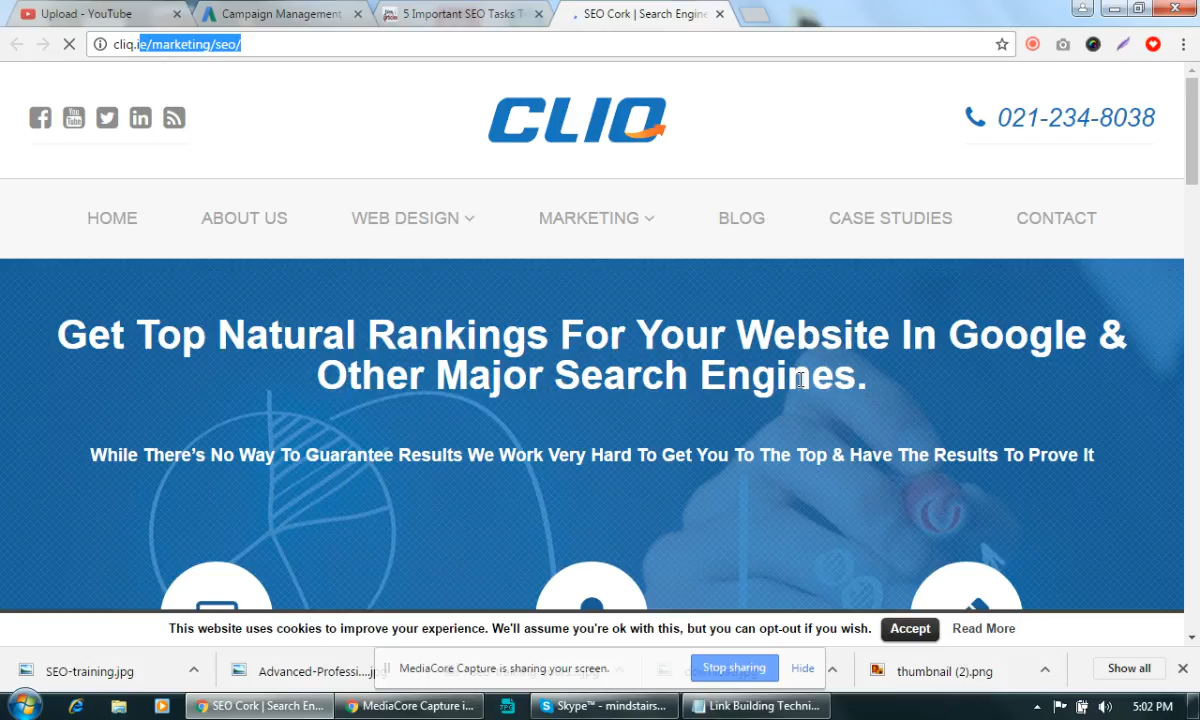 Upload - YouTube
Campaign Management
5 Important SEO Tasks T
SEO Cork | Search Engine
cliq.ie/marketing/seo/
You Tube
CLIQ
021-234-8038
HOME
ABOUT US
WEB DESIGN
MARKETING
BLOG
CASE STUDIES
CONTACT
Get Top Natural Rankings For Your Website In Google &
Other Major Search Engines.
While There's No Way To Guarantee Results We Work Very Hard To Get You To The Top & Have The Results To Prove It
This website uses cookies to improve your experience. We'll assume you're ok with this, but you can opt-out if you wish.
Accept
Read More
SEO-training.jpg
Advanced-Professi....jpg
MediaCore Capture is sharing your screen.
Stop sharing
Hide
thumbnail (2).png
Show all
SEO Cork | Search En...
MediaCore Capture i...
Skype™ - mindstairs...
Link Building Techni...
5:02 PM